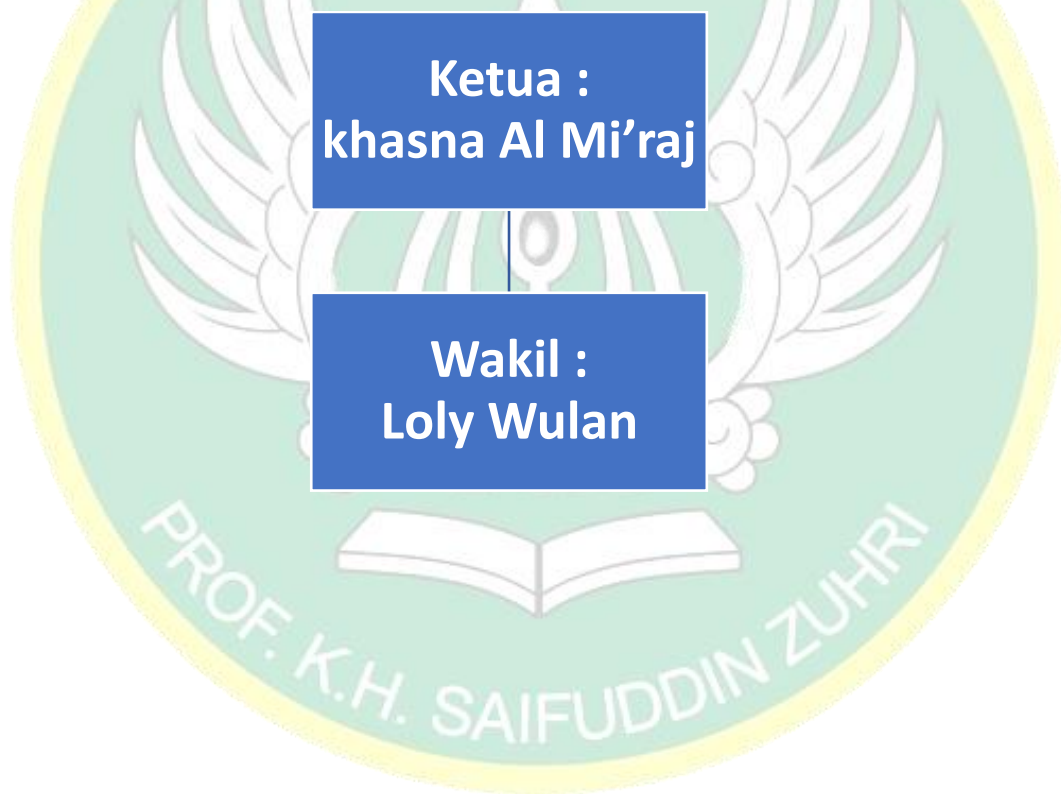 Ketua :
khasna Al Mi’raj
Wakil :
Loly Wulan
PROF. K.H. SAIFUDDIN ZUHRI